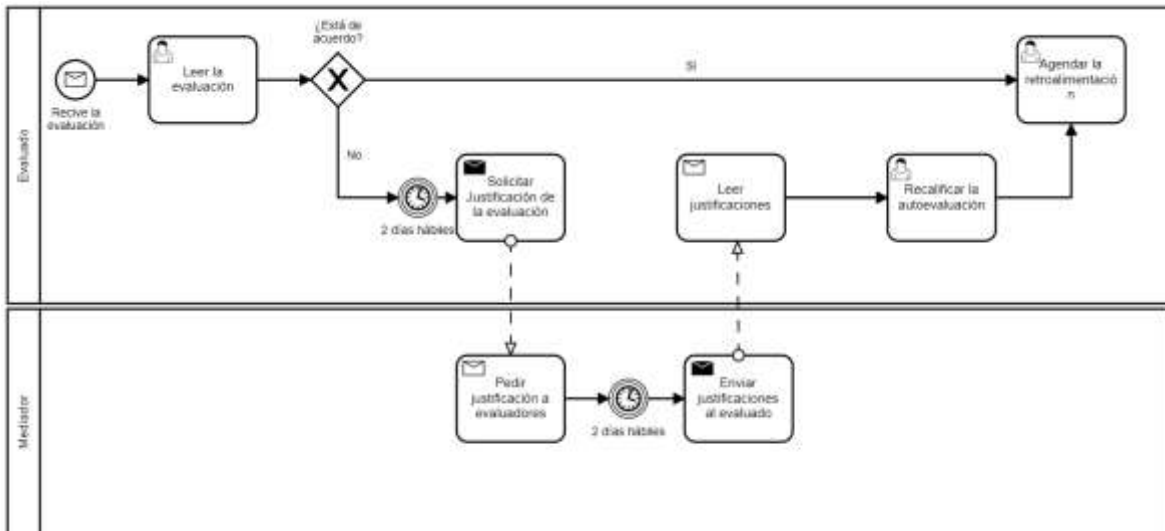 ¿Está de
acuerdo?
Evaluado
Recive la
evaluación
Leer la
evaluación
Sí
Agendar la
retroalimentació
n
No
2 días hábiles
Solicitar
Justificación de
la evaluación
Leer
justificaciones
Recalificar la
autoevaluación
Mediador
Pedir
justificación a
evaluadores
2 días hábiles
Enviar
justificaciones
al evaluado